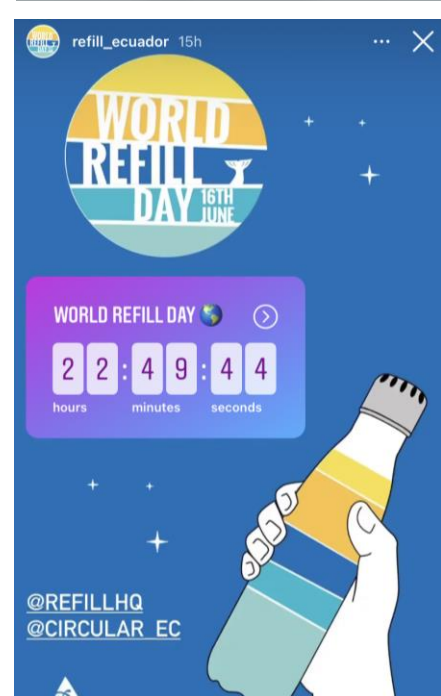 refill_ecuador 15h
WORLD
REFILL
DAY 16TH JUNE
WORLD REFILL DAY
22:49:44
hours minutes seconds
@REFILLHQ
@CIRCULAR_EC